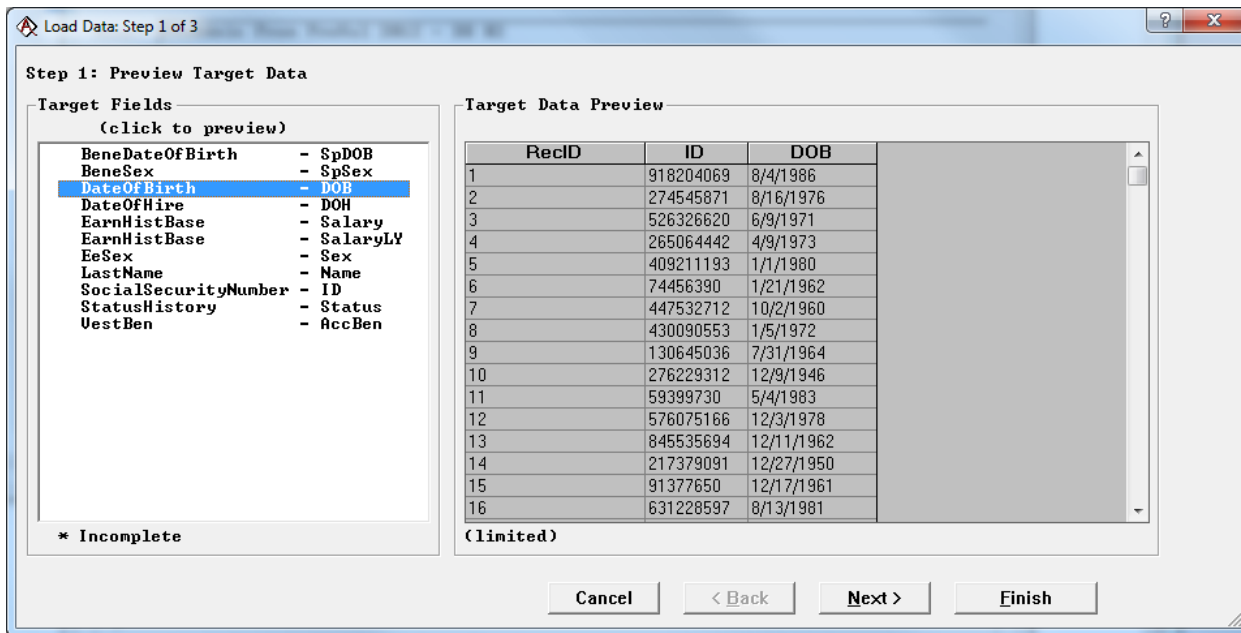 Load Data: Step 1 of 3
?
X
Step 1: Preview Target Data
Target Fields
(click to preview)
BeneDateOfBirth - SpDOB
BeneSex - SpSex
DateOfBirth - DOB
DateOfHire - DOH
EarnHistBase - Salary
EarnHistBase - SalaryLY
EeSex - Sex
LastName - Name
SocialSecurityNumber - ID
StatusHistory - Status
VestBen - AccBen
* Incomplete
Target Data Preview
RecID ID DOB
1 918204069 8/4/1986
2 274545871 8/16/1976
3 526326620 6/9/1971
4 265064442 4/9/1973
5 409211193 1/1/1980
6 74456390 1/21/1962
7 447532712 10/2/1960
8 430090553 1/5/1972
9 130645036 7/31/1964
10 276229312 12/9/1946
11 59399730 5/4/1983
12 576075166 12/3/1978
13 845535694 12/11/1962
14 217379091 12/27/1950
15 91377650 12/17/1961
16 631228597 8/13/1981
(limited)
Cancel < Back Next > Finish